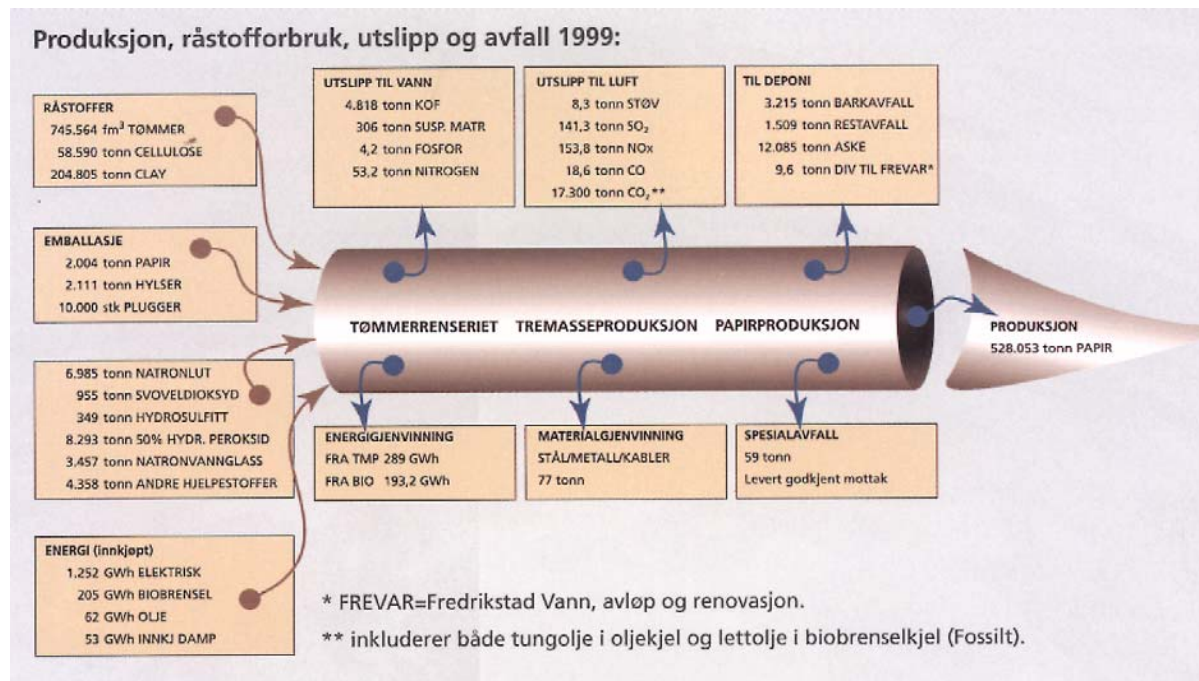 Produksjon, råstofforbruk, utslipp og avfall 1999:
RÅSTOFFER
745.564 fm³ TØMMER
58.590 tonn CELLULOSE
204.805 tonn CLAY
EMBALLASJE
2.004 tonn PAPIR
2.111 tonn HYLSER
10.000 stk PLUGGER
6.985 tonn NATRONLUT
955 tonn SVOVELDIOKSYD
349 tonn HYDROSULFITT
8.293 tonn 50% HYDR. PEROKSID
3.457 tonn NATRONVANNGLASS
4.358 tonn ANDRE HJELPESTOFFER
ENERGI (innkjøpt)
1.252 GWh ELEKTRISK
205 GWh BIOBRENSEL
62 GWh OLJE
53 GWh INNKJ DAMP
UTSLIPP TIL VANN
4.818 tonn KOF
306 tonn SUSP. MATR
4,2 tonn FOSFOR
53,2 tonn NITROGEN
UTSLIPP TIL LUFT
8,3 tonn STØV
141,3 tonn SO₂
153,8 tonn NOx
18,6 tonn CO
17.300 tonn CO₂**
TIL DEPONI
3.215 tonn BARKAVFALL
1.509 tonn RESTAVFALL
12.085 tonn ASKE
9,6 tonn DIV TIL FREVAR*
TØMMERRENSERIET TREMASSEPRODUKSJON PAPIRPRODUKSJON
PRODUKSJON
528.053 tonn PAPIR
ENERGIGJENVINNING
FRA TMP 289 GWh
FRA BIO 193,2 GWh
MATERIALGJENVINNING
STÅL/METALL/KABLER
77 tonn
SPESIALAVFALL
59 tonn
Levert godkjent mottak
* FREVAR=Fredrikstad Vann, avløp og renovasjon.
** inkluderer både tungolje i oljekjel og lettolje i biobrenselkjel (Fossilt).